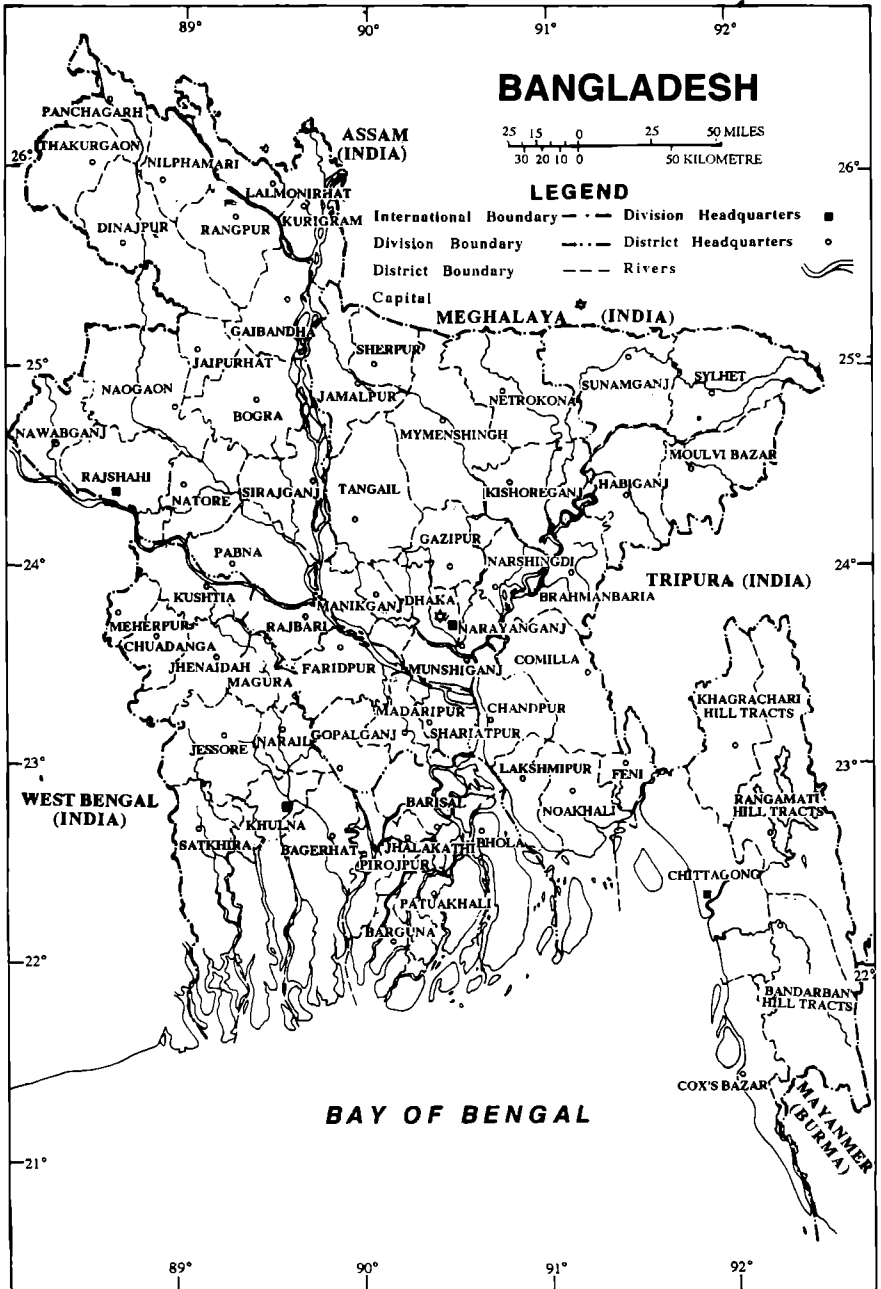 89° 90° 91° 92°
BANGLADESH
25 15 0 25 50 MILES
30 20 10 0 50 KILOMETRE
LEGEND
International Boundary Division Headquarters
Division Boundary District Headquarters
District Boundary Rivers
Capital
ASSAM
(INDIA)
MEGHALAYA (INDIA)
26° 26°
PANCHAGARH
THAKURGAON
NILPHAMARI
LALMONIRHAT
KURIGRAM
DINAJPUR
RANGPUR
GAIBANDHA
SHERPUR
25° 25°
JAIPURHAT
NAOGAON
JAMALPUR
NETROKONA
SUNAMGANJ
SYLHET
BOGRA
MYMENSHINGH
NAWABGANJ
MOULVI BAZAR
RAJSHAHI
NATORE
SIRAJGANJ
TANGAIL
KISHOREGANJ
HABIGANJ
GAZIPUR
PABNA
NARSHINGDI
24° 24°
TRIPURA (INDIA)
KUSHTIA
MANIKGANJ
DHAKA
BRAHMANBARIA
MEHERPUR
RAJBARI
NARAYANGANJ
CHUADANGA
JHENAIDAH
FARIDPUR
MUNSHIGANJ
COMILLA
MAGURA
KHAGRACHARI
HILL TRACTS
MADARIPUR
CHANDPUR
JESSORE
NARAIL
GOPALGANJ
SHARIATPUR
23° 23°
LAKSHMIPUR
FENI
WEST BENGAL
(INDIA)
BARISAL
NOAKHALI
RANGAMATI
HILL TRACTS
KHULNA
SATKHIRA
BAGERHAT
JHALAKATHI
BHOLA
PIROJPUR
CHITTAGONG
PATUAKHALI
BARGUNA
22° 22°
BANDARBAN
HILL TRACTS
COX'S BAZAR
BAY OF BENGAL
MAYANMER
(BURMA)
21°
89° 90° 91° 92°